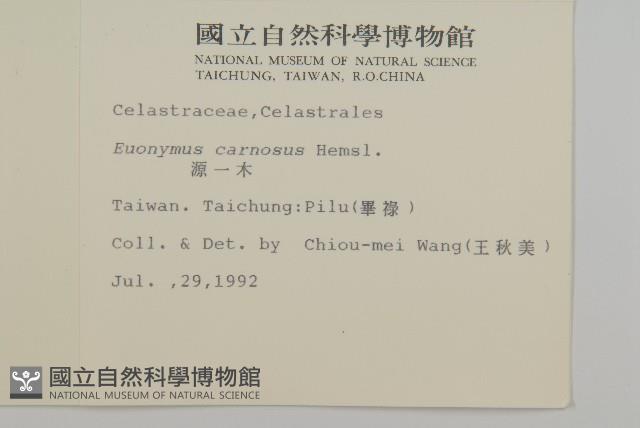 國立自然科學博物館
NATIONAL MUSEUM OF NATURAL SCIENCE
TAICHUNG, TAIWAN, R.O.CHINA
Celastraceae,Celastrales
Euonymus carnosus Hemsl.
源一木
Taiwan. Taichung:Pilu(畢祿)
Coll. & Det. by Chiou-mei Wang(王秋美)
Jul. ,29,1992
國立自然科學博物館
NATIONAL MUSEUM OF NATURAL SCIENCE